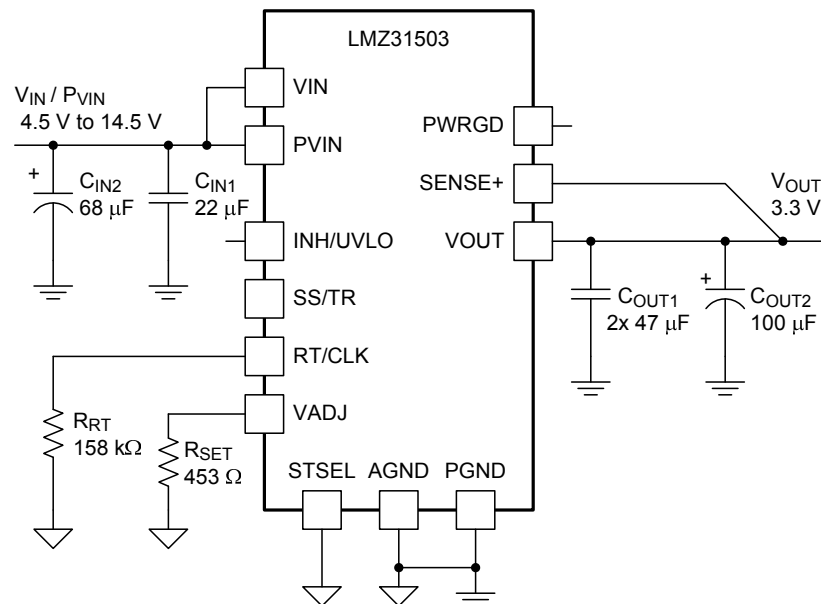 LMZ31503
VIN
V_IN / P_VIN
4.5 V to 14.5 V
PWRGD
PVIN
+
C_IN2
68 µF
C_IN1
22 µF
SENSE+
V_OUT
3.3 V
INH/UVLO
VOUT
SS/TR
C_OUT1
2x 47 µF
+
C_OUT2
100 µF
RT/CLK
VADJ
R_RT
158 kΩ
R_SET
453 Ω
STSEL
AGND
PGND